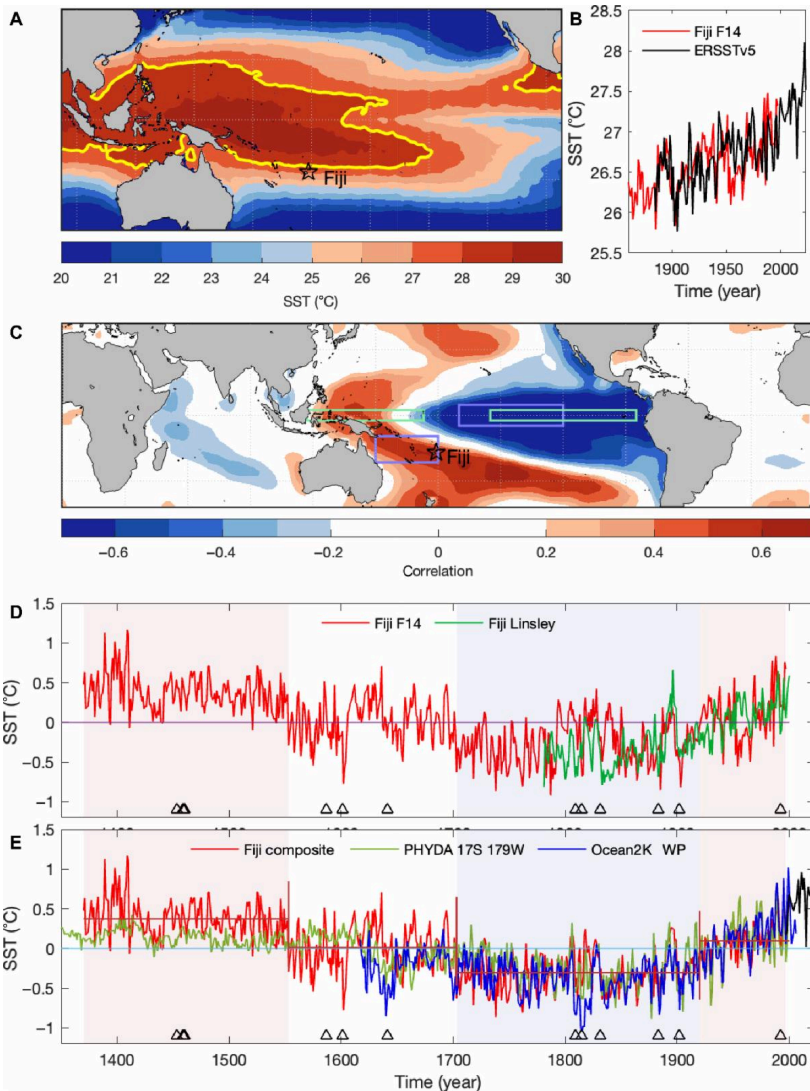 A
Fiji
20 21 22 23 24 25 26 27 28 29 30
SST (°C)
B
Fiji F14
ERSSTv5
28.5
28
27.5
27
26.5
26
25.5
SST (°C)
1900 1950 2000
Time (year)
C
Fiji
−0.6 −0.4 −0.2 0 0.2 0.4 0.6
Correlation
D
Fiji F14 Fiji Linsley
1.5
1
0.5
0
−0.5
−1
SST (°C)
E
Fiji composite PHYDA 17S 179W Ocean2K WP
1.5
1
0.5
0
−0.5
−1
SST (°C)
1400 1500 1600 1700 1800 1900 2000
Time (year)